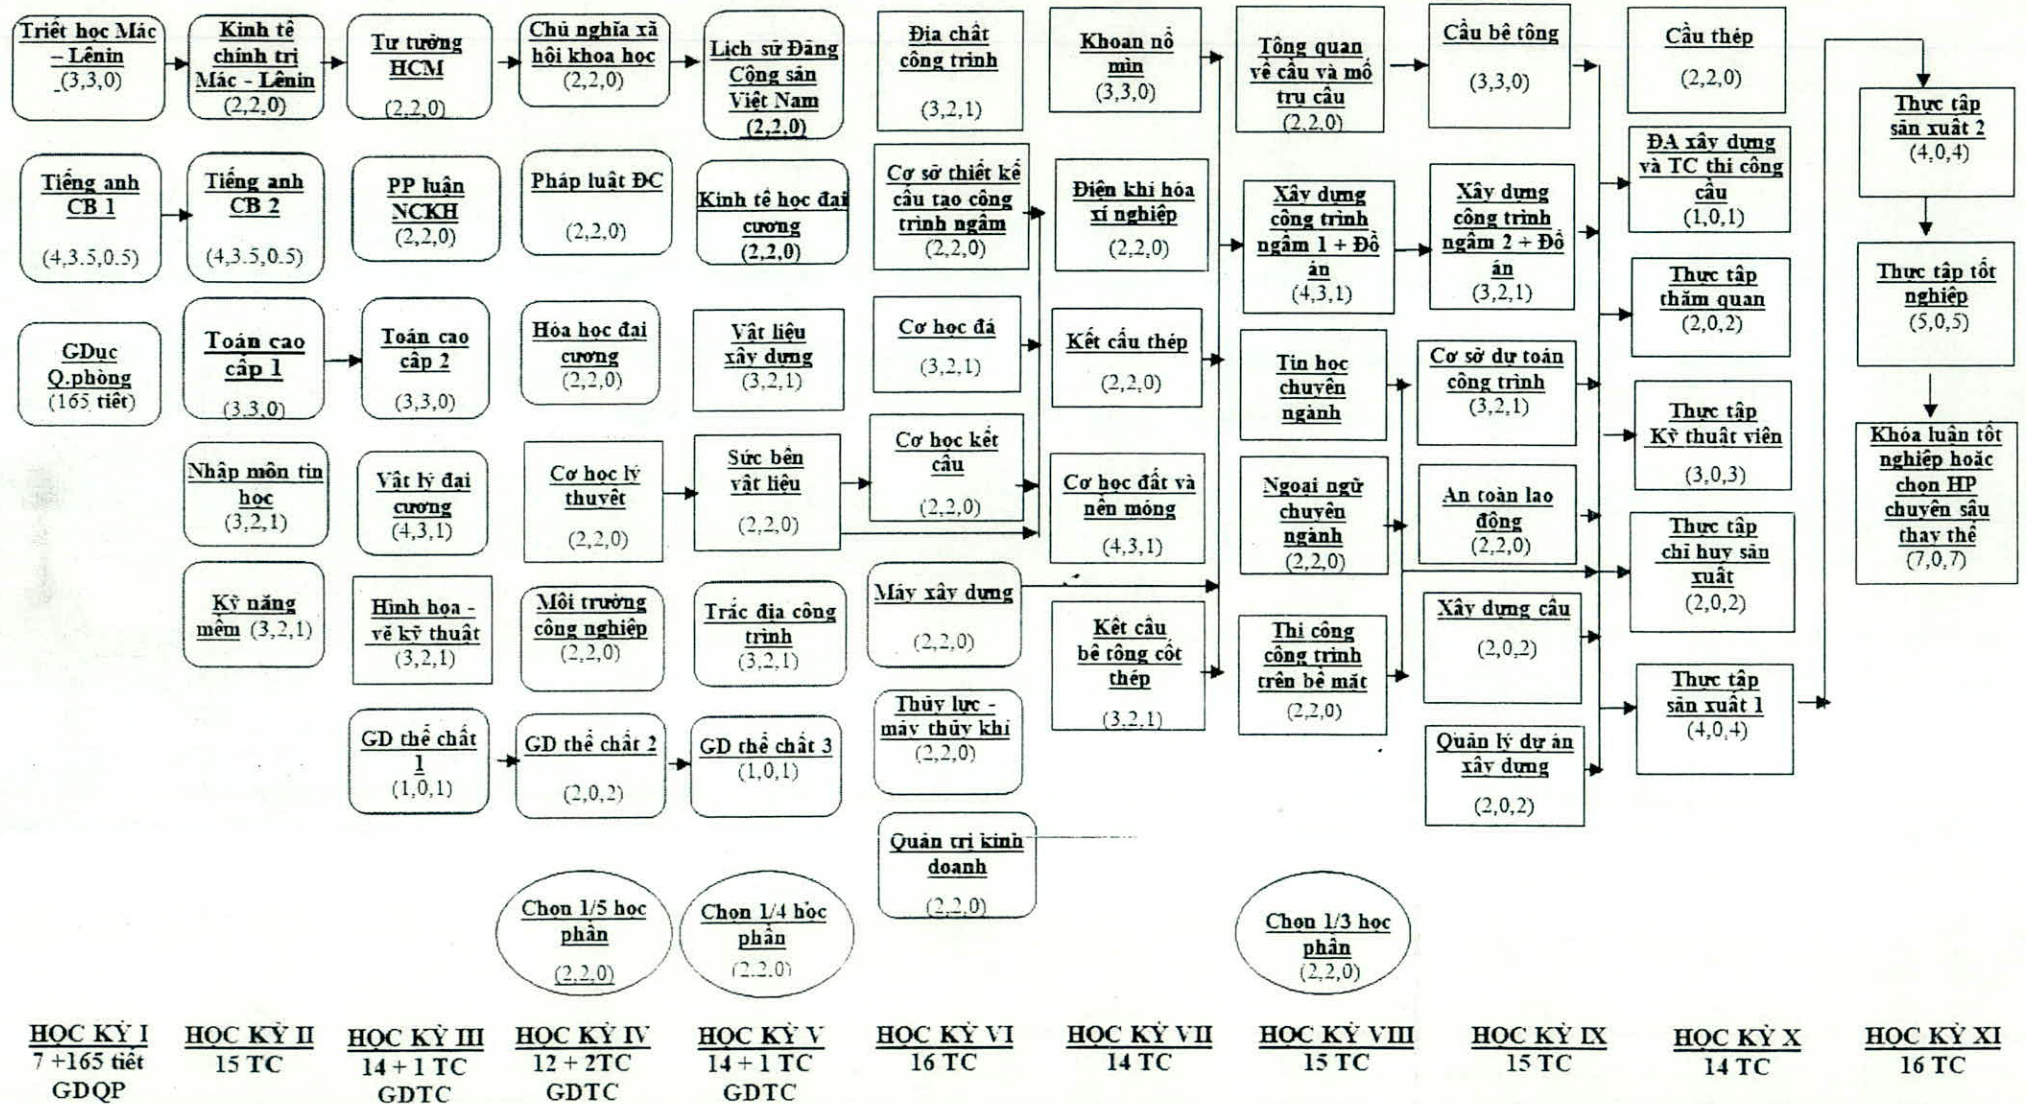 Triết học Mác
– Lênin
(3,3,0)
Tiếng anh
CB 1
(4,3.5,0.5)
GDục
Q.phòng
(165 tiết)
HỌC KỲ I
7 +165 tiết
GDQP
Kinh tế
chính trị
Mác - Lênin
(2,2,0)
Tiếng anh
CB 2
(4,3.5,0.5)
Toán cao
cấp 1
(3,3,0)
Nhập môn tin
học
(3,2,1)
Kỹ năng
mềm (3,2,1)
HỌC KỲ II
15 TC
Tư tưởng
HCM
(2,2,0)
PP luận
NCKH
(2,2,0)
Toán cao
cấp 2
(3,3,0)
Vật lý đại
cương
(4,3,1)
Hình họa -
vẽ kỹ thuật
(3,2,1)
GD thể chất
1
(1,0,1)
HỌC KỲ III
14 + 1 TC
GDTC
Chủ nghĩa xã
hội khoa học
(2,2,0)
Pháp luật ĐC
(2,2,0)
Hóa học đại
cương
(2,2,0)
Cơ học lý
thuyết
(2,2,0)
Môi trường
công nghiệp
(2,2,0)
GD thể chất 2
(2,0,2)
Chọn 1/5 học
phần
(2,2,0)
HỌC KỲ IV
12 + 2TC
GDTC
Lịch sử Đảng
Cộng sản
Việt Nam
(2,2,0)
Kinh tế học đại
cương
(2,2,0)
Vật liệu
xây dựng
(3,2,1)
Sức bền
vật liệu
(2,2,0)
Trắc địa công
trình
(3,2,1)
GD thể chất 3
(1,0,1)
Chọn 1/4 học
phần
(2,2,0)
HỌC KỲ V
14 + 1 TC
GDTC
Địa chất
công trình
(3,2,1)
Cơ sở thiết kế
cấu tạo công
trình ngầm
(2,2,0)
Cơ học đá
(3,2,1)
Cơ học kết
cấu
(2,2,0)
Máy xây dựng
(2,2,0)
Thủy lực -
máy thủy khí
(2,2,0)
Quản trị kinh
doanh
(2,2,0)
HỌC KỲ VI
16 TC
Khoan nổ
mìn
(3,3,0)
Điện khí hóa
xí nghiệp
(2,2,0)
Kết cấu thép
(2,2,0)
Cơ học đất và
nền móng
(4,3,1)
Kết cấu
bê tông cốt
thép
(3,2,1)
HỌC KỲ VII
14 TC
Tổng quan
về cầu và mố
trụ cầu
(2,2,0)
Xây dựng
công trình
ngầm 1 + Đồ
án
(4,3,1)
Tin học
chuyên
ngành
Ngoại ngữ
chuyên
ngành
(2,2,0)
Thi công
công trình
trên bề mặt
(2,2,0)
Chọn 1/3 học
phần
(2,2,0)
HỌC KỲ VIII
15 TC
Cầu bê tông
(3,3,0)
Xây dựng
công trình
ngầm 2 + Đồ
án
(3,2,1)
Cơ sở dự toán
công trình
(3,2,1)
An toàn lao
động
(2,2,0)
Xây dựng cầu
(2,0,2)
Quản lý dự án
xây dựng
(2,0,2)
HỌC KỲ IX
15 TC
Cầu thép
(2,2,0)
ĐA xây dựng
và TC thi công
cầu
(1,0,1)
Thực tập
thăm quan
(2,0,2)
Thực tập
Kỹ thuật viên
(3,0,3)
Thực tập
chỉ huy sản
xuất
(2,0,2)
Thực tập
sản xuất 1
(4,0,4)
HỌC KỲ X
14 TC
Thực tập
sản xuất 2
(4,0,4)
Thực tập tốt
nghiệp
(5,0,5)
Khóa luận tốt
nghiệp hoặc
chọn HP
chuyên sâu
thay thế
(7,0,7)
HỌC KỲ XI
16 TC